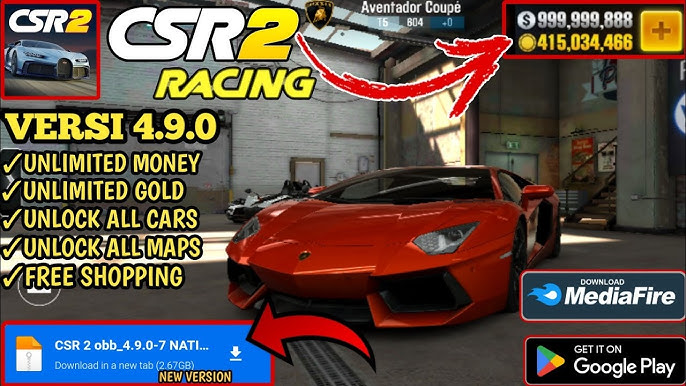 CSR2
RACING
Aventador Coupé
15 604 +0
999,999,888
415,034,466
VERSI 4.9.0
✓UNLIMITED MONEY
✓UNLIMITED GOLD
✓UNLOCK ALL CARS
✓UNLOCK ALL MAPS
✓FREE SHOPPING
CSR 2 obb_4.9.0-7 NATI...
Download in a new tab (2.67GB)
NEW VERSION
DOWNLOAD
MediaFire
GET IT ON
Google Play